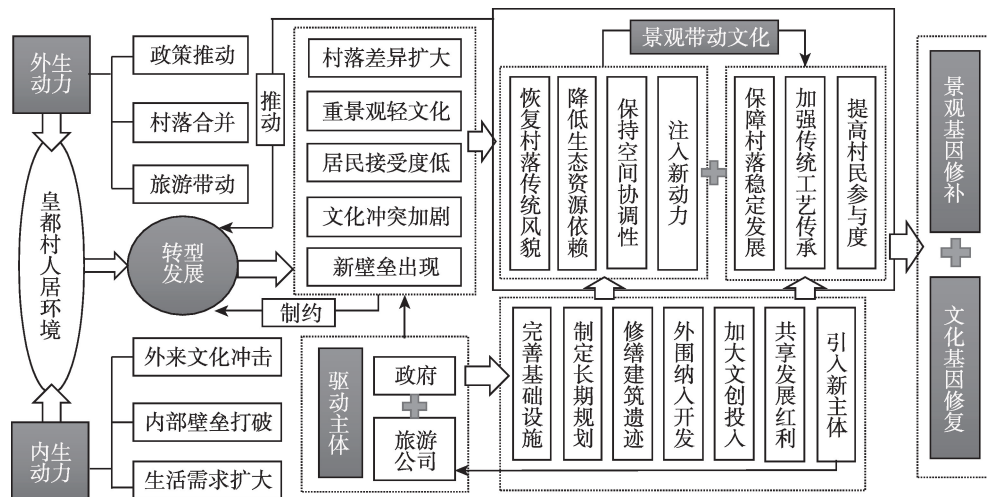 外生
动力
政策推动
村落合并
旅游带动
皇都村人居环境
内生
动力
外来文化冲击
内部壁垒打破
生活需求扩大
转型
发展
推动
制约
村落差异扩大
重景观轻文化
居民接受度低
文化冲突加剧
新壁垒出现
驱动主体
政府
旅游
公司
景观带动文化
恢复村落传统风貌
降低生态资源依赖
保持空间协调性
注入新动力
保障村落稳定发展
加强传统工艺传承
提高村民参与度
完善基础设施
制定长期规划
修缮建筑遗迹
外围纳入开发
加大文创投入
共享发展红利
引入新主体
景观基因修补
文化基因修复